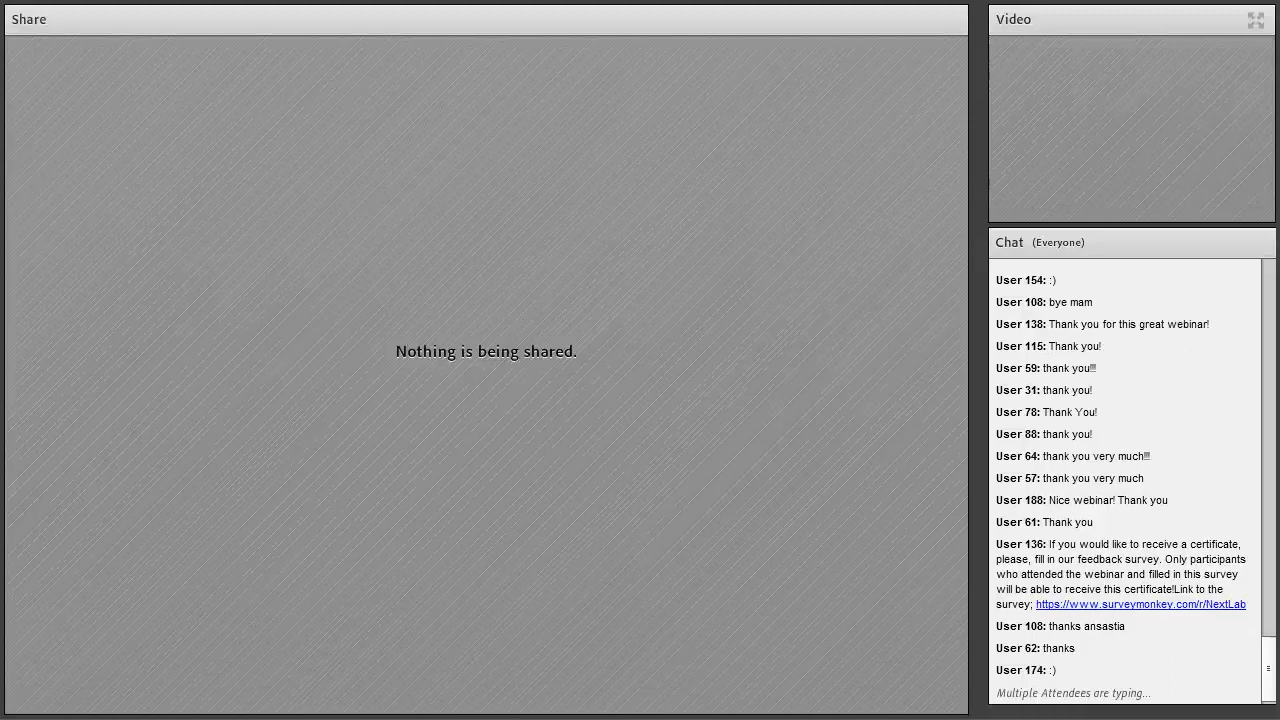 Share
Nothing is being shared.
Video
Chat (Everyone)
User 154: :)
User 108: bye mam
User 138: Thank you for this great webinar!
User 115: Thank you!
User 59: thank you!!!
User 31: thank you!
User 78: Thank You!
User 88: thank you!
User 64: thank you very much!!!
User 57: thank you very much
User 188: Nice webinar! Thank you
User 61: Thank you
User 136: If you would like to receive a certificate,
please, fill in our feedback survey. Only participants
who attended the webinar and filled in this survey
will be able to receive this certificate!Link to the
survey; https://www.surveymonkey.com/r/NextLab
User 108: thanks ansastia
User 62: thanks
User 174: :)
Multiple Attendees are typing...